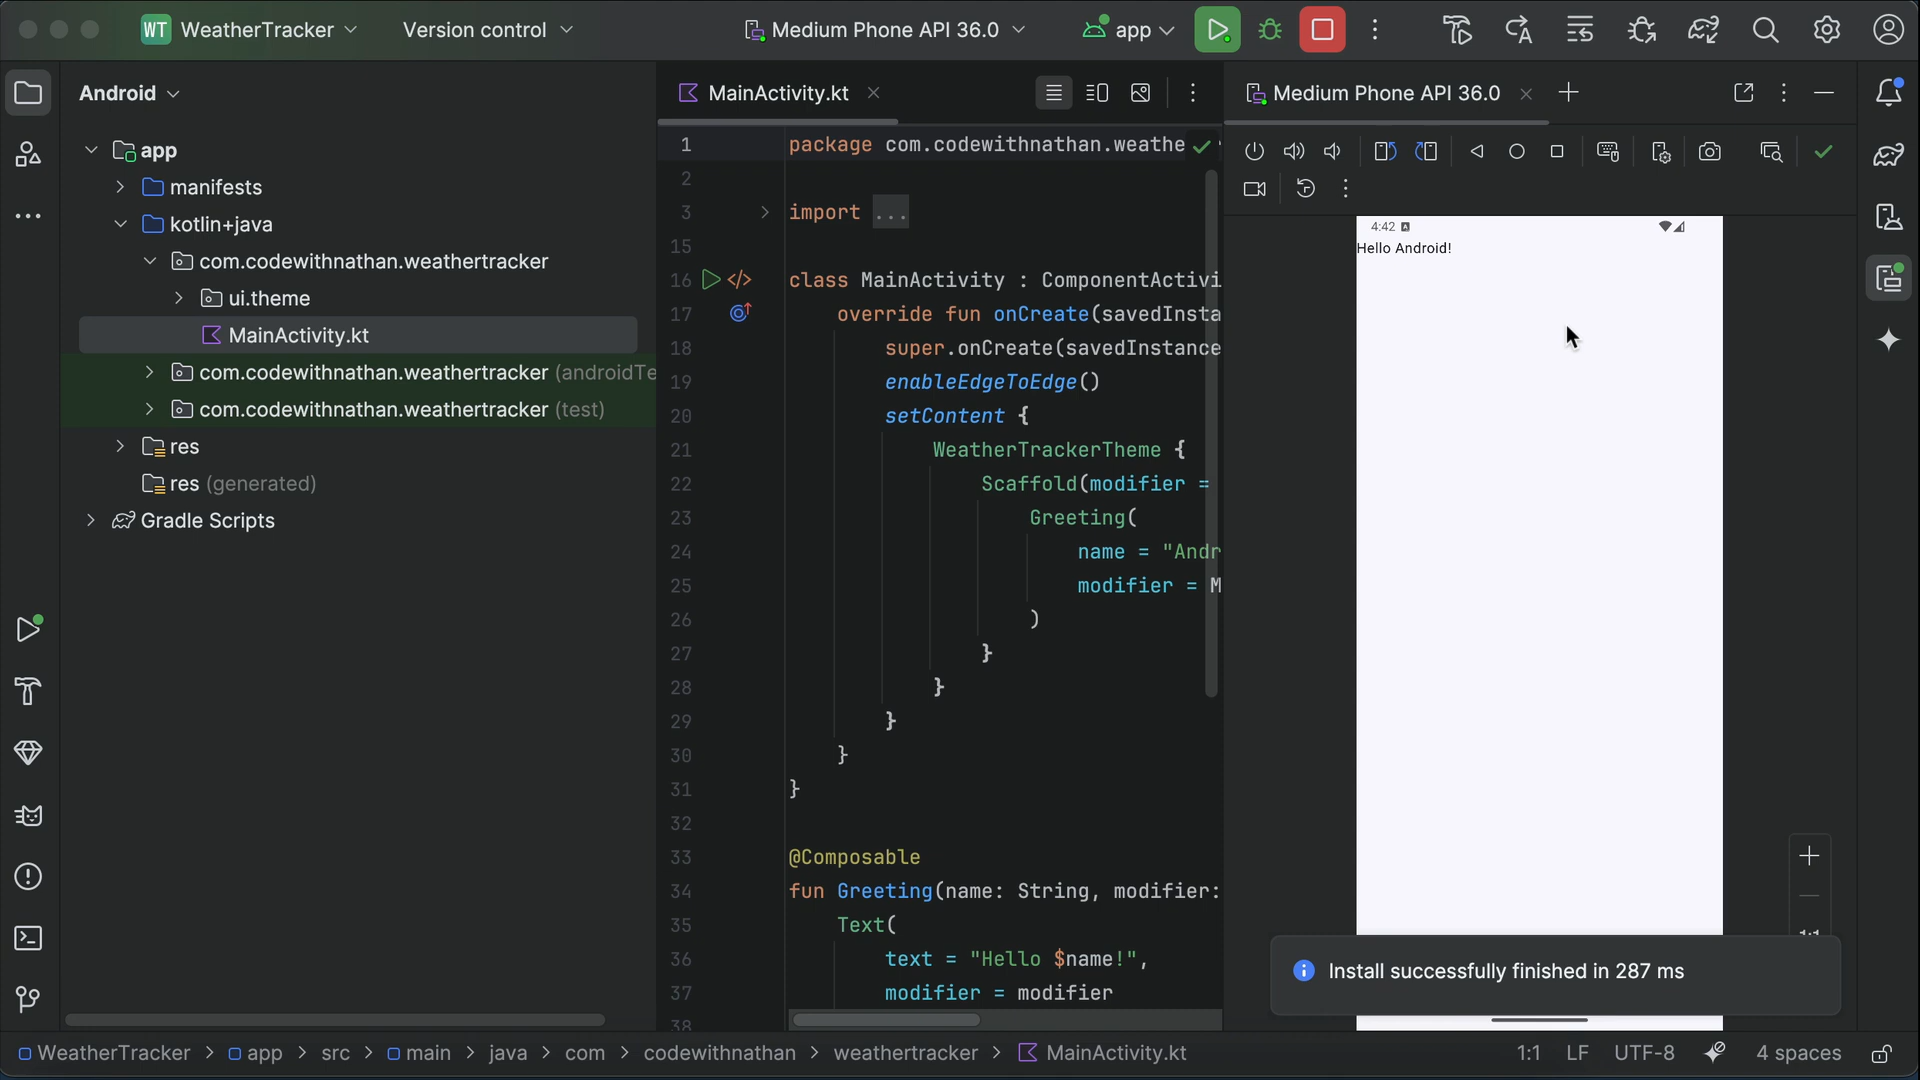 WT WeatherTracker
Version control
Medium Phone API 36.0
app
Android
app
manifests
kotlin+java
com.codewithnathan.weathertracker
ui.theme
MainActivity.kt
com.codewithnathan.weathertracker (androidTe
com.codewithnathan.weathertracker (test)
res
res (generated)
Gradle Scripts
MainActivity.kt
1 package com.codewithnathan.weathe
2
3 import ...
15
16 class MainActivity : ComponentActivi
17 override fun onCreate(savedInsta
18 super.onCreate(savedInstance
19 enableEdgeToEdge()
20 setContent {
21 WeatherTrackerTheme {
22 Scaffold(modifier =
23 Greeting(
24 name = "Andr
25 modifier = M
26 )
27 }
28 }
29 }
30 }
31 }
32
33 @Composable
34 fun Greeting(name: String, modifier:
35 Text(
36 text = "Hello $name!",
37 modifier = modifier
38
Medium Phone API 36.0
4:42
Hello Android!
Install successfully finished in 287 ms
WeatherTracker > app > src > main > java > com > codewithnathan > weathertracker > MainActivity.kt
1:1 LF UTF-8 4 spaces